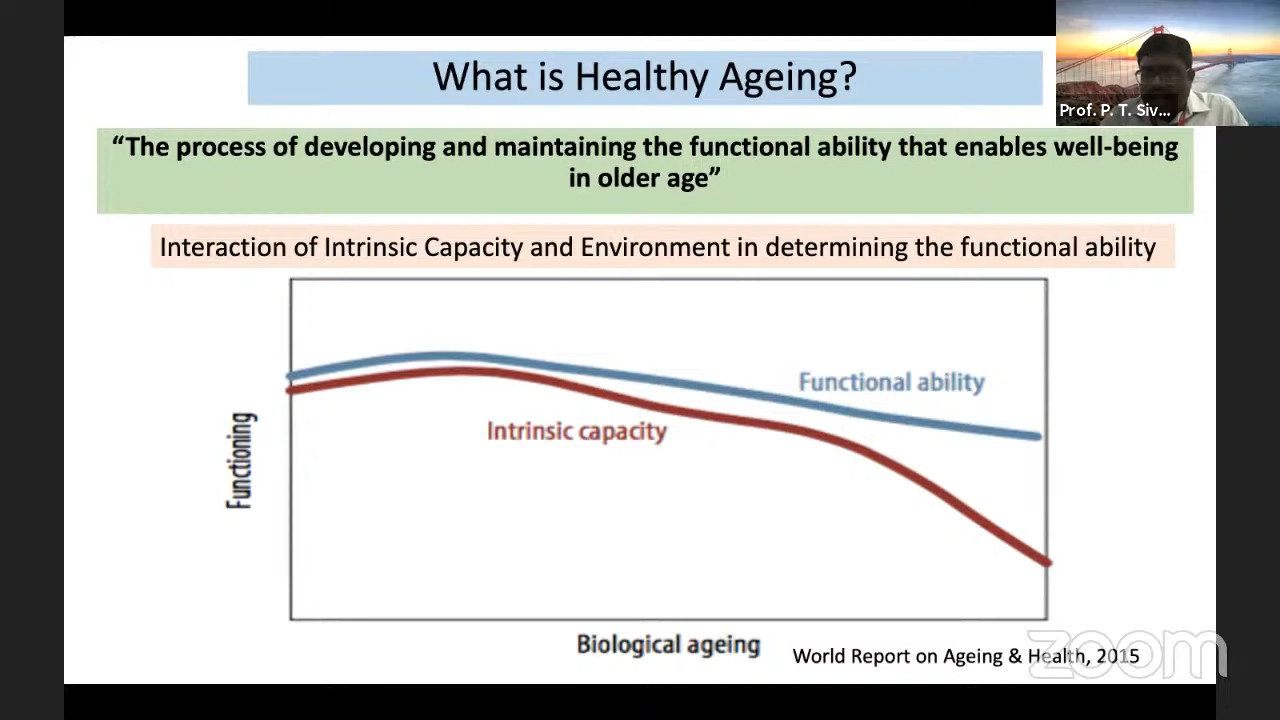 What is Healthy Ageing?
Prof. P. T. Siv...
“The process of developing and maintaining the functional ability that enables well-being
in older age”
Interaction of Intrinsic Capacity and Environment in determining the functional ability
Functional ability
Intrinsic capacity
Functioning
Biological ageing
World Report on Ageing & Health, 2015
zoom